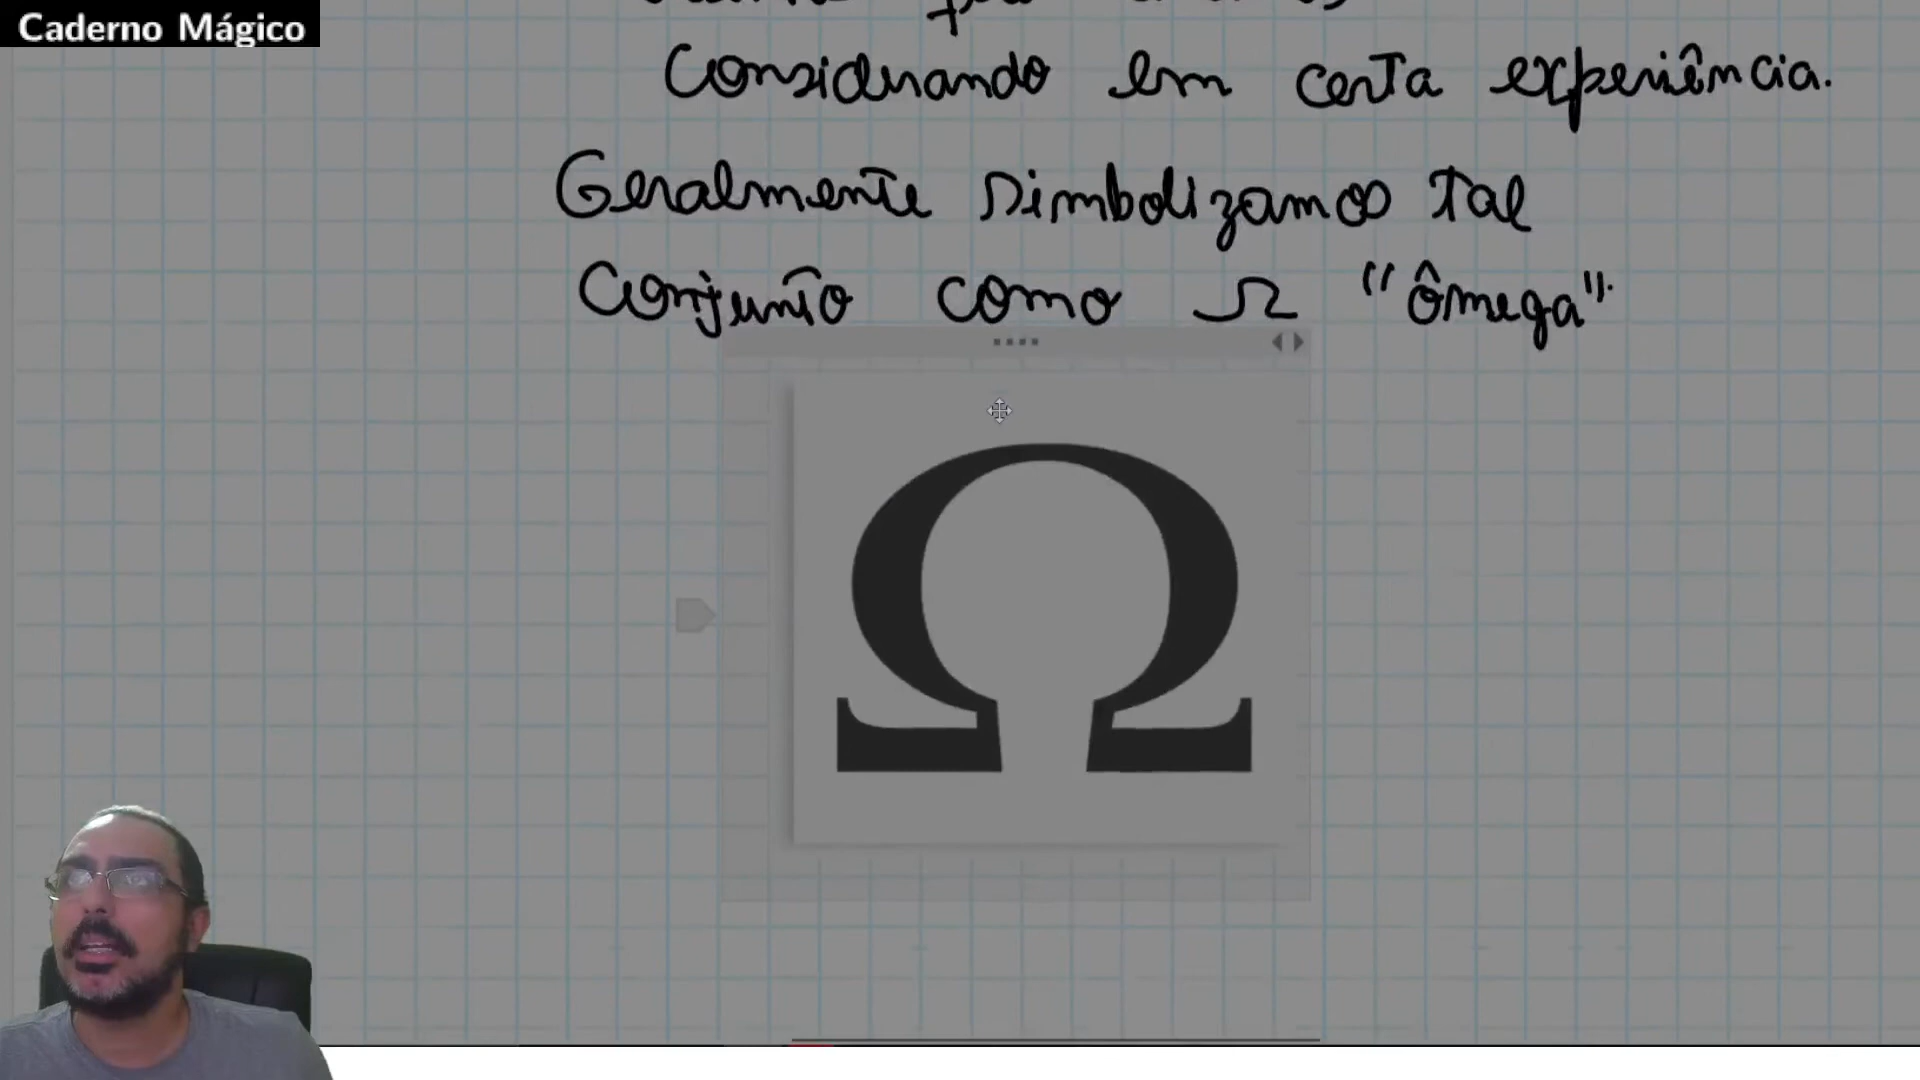 Caderno Mágico
Considerando em certa experiência.
Geralmente simbolizamos tal
Conjunto como Ω "ômega".
Ω